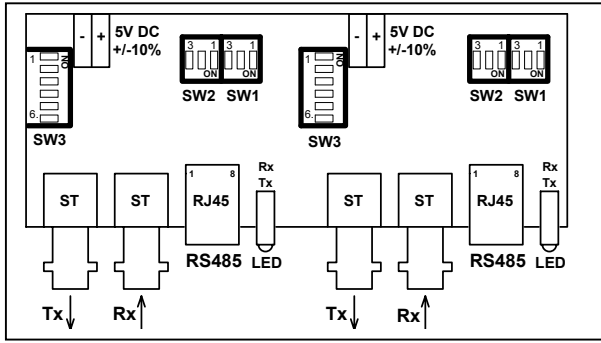 - + 5V DC - + 5V DC
+/-10% +/-10%
1 ON 3 1 3 1 1 ON 3 1 3 1
ON ON ON ON
SW2 SW1 SW2 SW1
6. 6.
SW3 SW3
Rx Rx
1 8 Tx 1 8 Tx
ST ST RJ45 ST ST RJ45
RS485 LED RS485 LED
Tx Rx Tx Rx